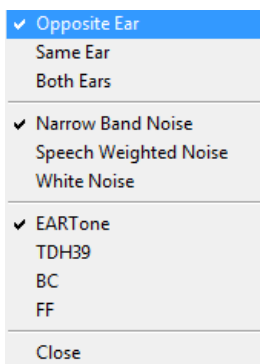 Opposite Ear
Same Ear
Both Ears
Narrow Band Noise
Speech Weighted Noise
White Noise
EARTone
TDH39
BC
FF
Close